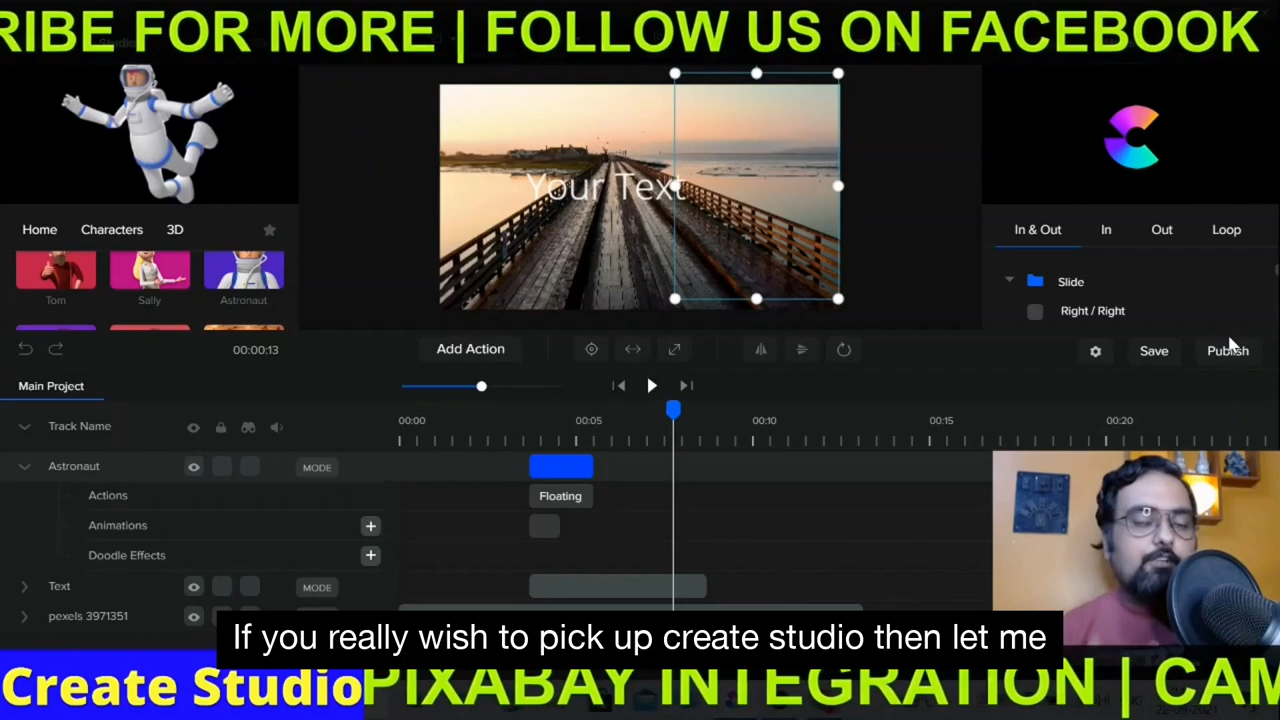 RIBE FOR MORE | FOLLOW US ON FACEBOOK
Your Text
Home Characters 3D
In & Out In Out Loop
Slide
Right / Right
Tom Sally Astronaut
00:00:13 Add Action Save Publish
Main Project
00:00 00:05 00:10 00:15 00:20
Track Name
Astronaut MODE
Actions Floating
Animations +
Doodle Effects +
Text MODE
pexels 3971351
If you really wish to pick up create studio then let me
Create Studio PIXABAY INTEGRATION | CAM